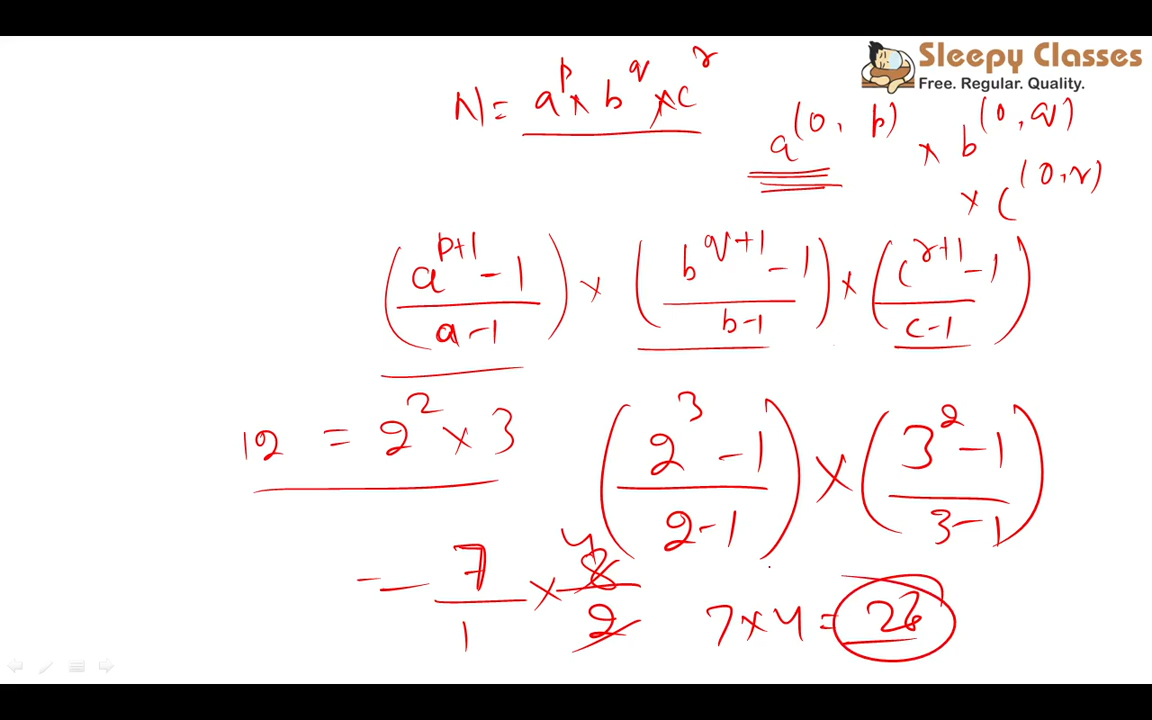 Sleepy Classes
Free. Regular. Quality.
N = a^p × b^q × c^r
a^(0, p) × b^(0, q)
× c^(0, r)
((a^(p+1) - 1)/(a-1)) × ((b^(q+1) - 1)/(b-1)) × ((c^(r+1) - 1)/(c-1))
12 = 2^2 × 3
((2^3 - 1)/(2-1)) × ((3^2 - 1)/(3-1))
= 7/1 × 8/2 4
7 × 4 = 28